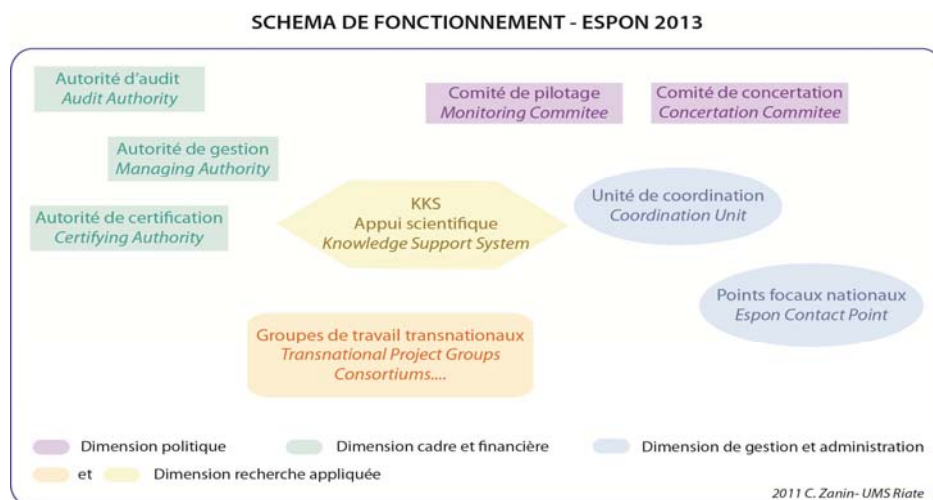 SCHEMA DE FONCTIONNEMENT - ESPON 2013
Autorité d'audit
Audit Authority
Comité de pilotage
Monitoring Commitee
Comité de concertation
Concertation Commitee
Autorité de gestion
Managing Authority
Autorité de certification
Certifying Authority
KKS
Appui scientifique
Knowledge Support System
Unité de coordination
Coordination Unit
Points focaux nationaux
Espon Contact Point
Groupes de travail transnationaux
Transnational Project Groups
Consortiums....
Dimension politique
Dimension cadre et financière
Dimension de gestion et administration
et
Dimension recherche appliquée
2011 C. Zanin- UMS Riate